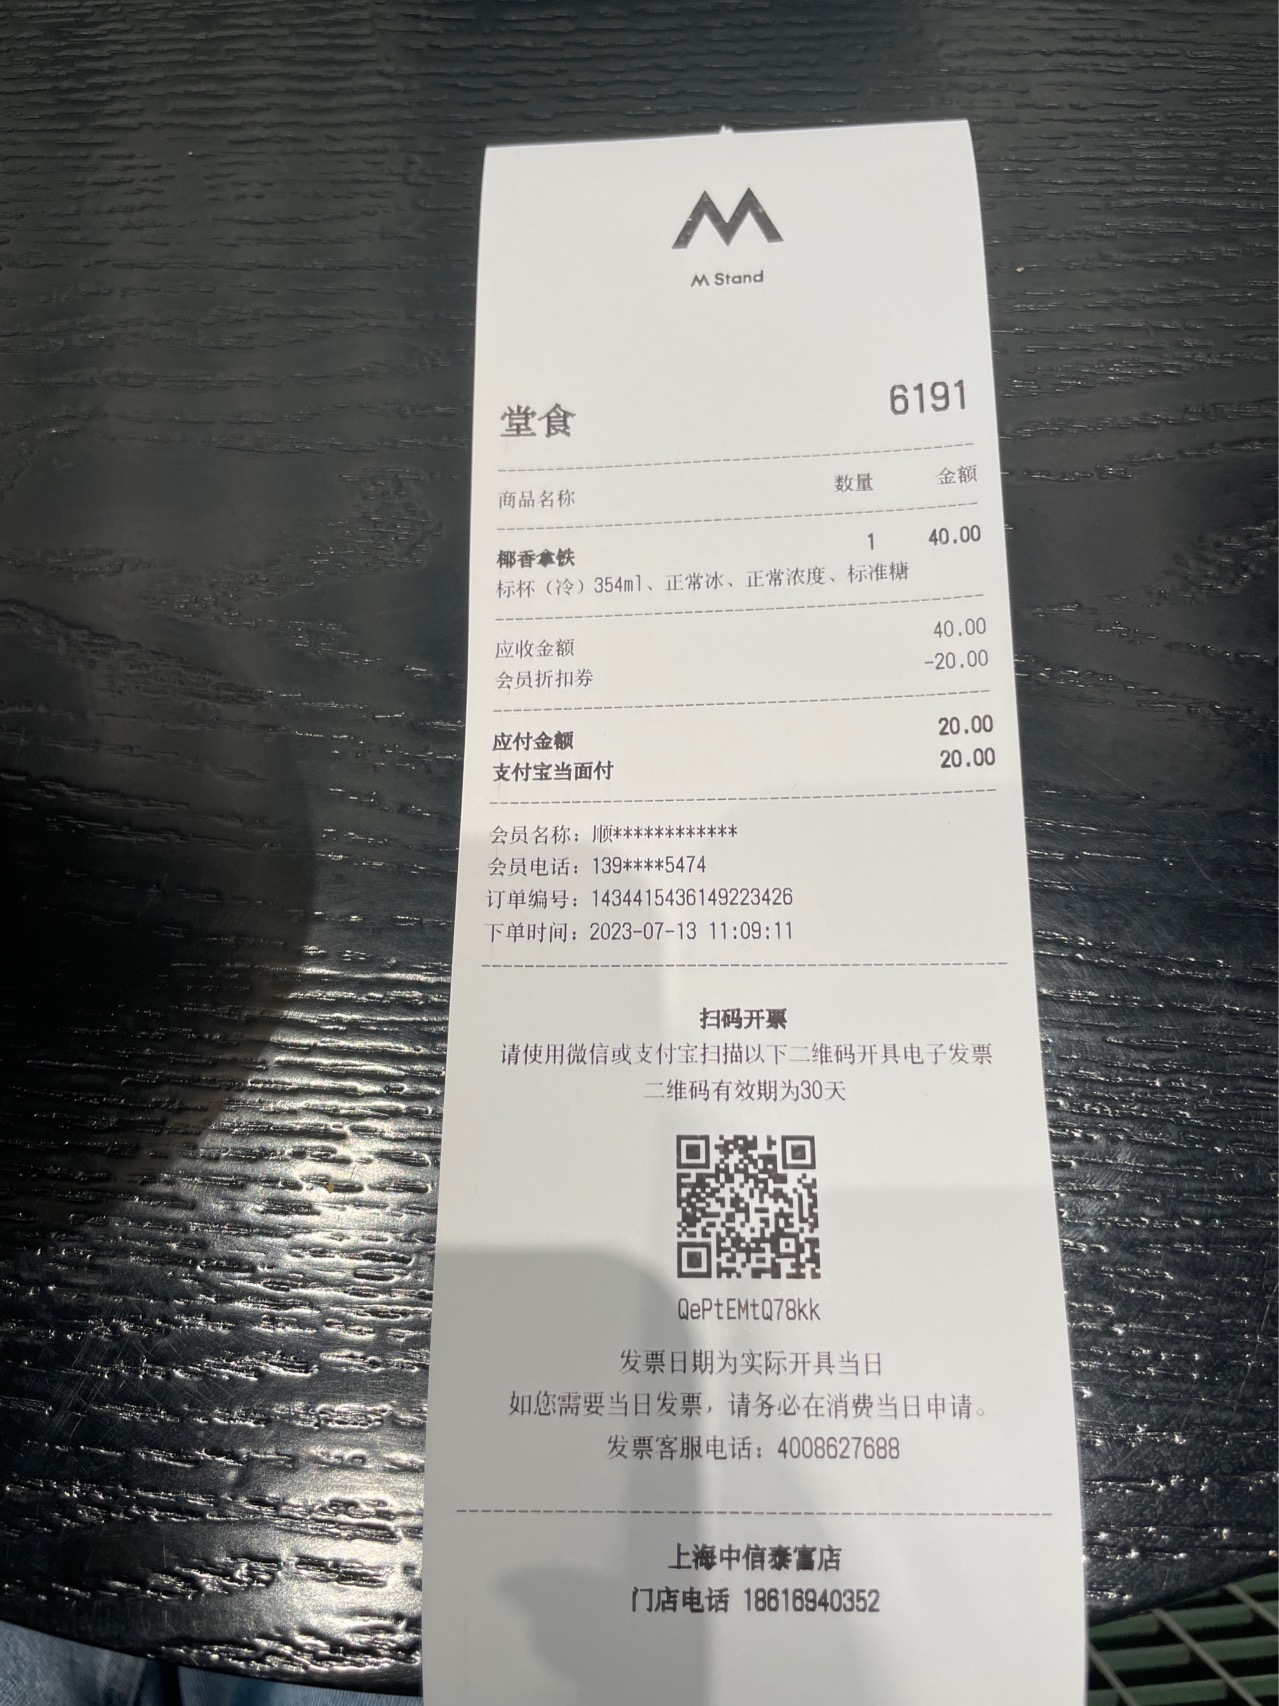 M Stand
堂食 6191
商品名称 数量 金额
椰香拿铁 1 40.00
标杯（冷）354ml、正常冰、正常浓度、标准糖
应收金额 40.00
会员折扣券 -20.00
应付金额 20.00
支付宝当面付 20.00
会员名称：顺************
会员电话：139****5474
订单编号：1434415436149223426
下单时间：2023-07-13 11:09:11
扫码开票
请使用微信或支付宝扫描以下二维码开具电子发票
二维码有效期为30天
QePtEMtQ78kk
发票日期为实际开具当日
如您需要当日发票，请务必在消费当日申请。
发票客服电话：4008627688
上海中信泰富店
门店电话 18616940352